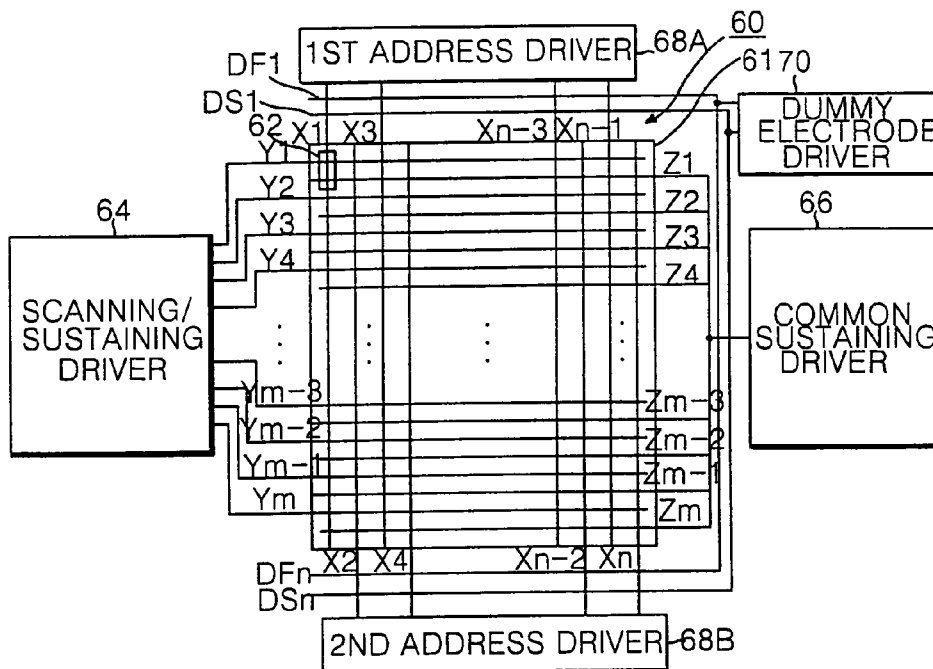 1ST ADDRESS DRIVER
68A
60
61
70
DF1
DS1
DUMMY
ELECTRODE
DRIVER
62
X1
X3
Xn-3
Xn-1
Y1
Z1
Y2
Z2
64
66
Y3
Z3
Y4
Z4
SCANNING/
SUSTAINING
DRIVER
COMMON
SUSTAINING
DRIVER
Ym-3
Zm-3
Ym-2
Zm-2
Ym-1
Zm-1
Ym
Zm
X2
X4
Xn-2
Xn
DFn
DSn
2ND ADDRESS DRIVER
68B